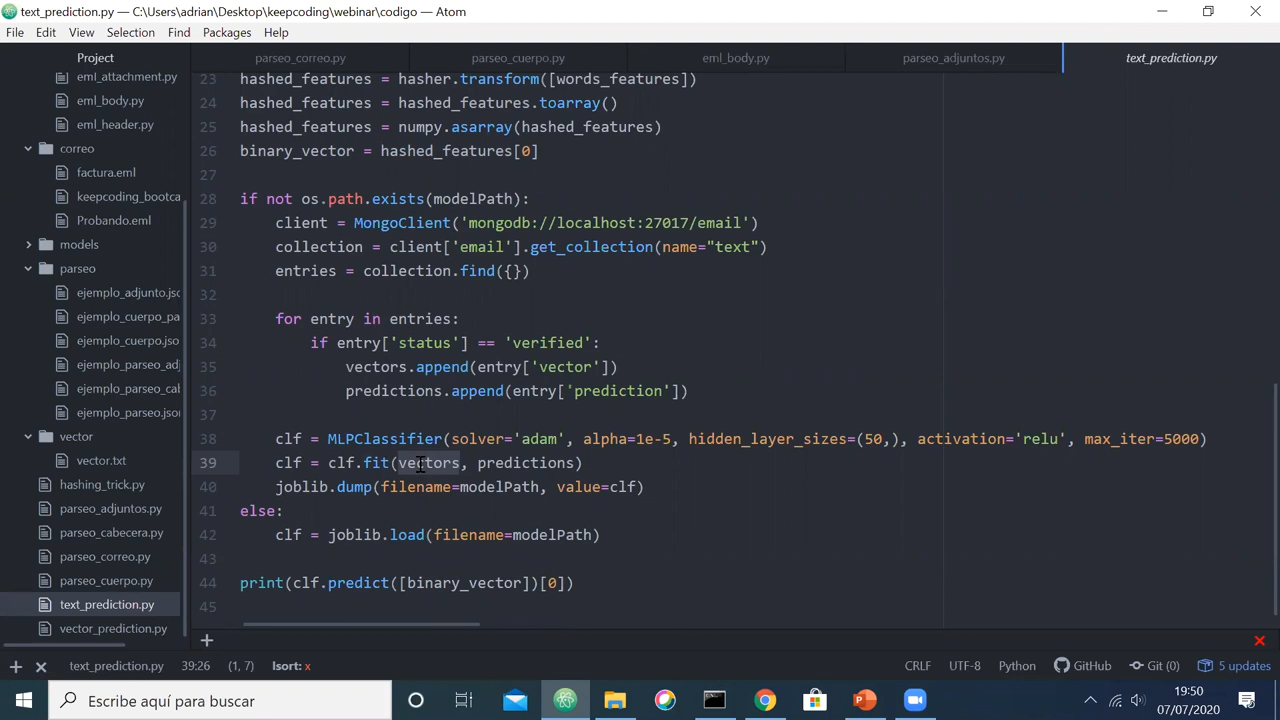 text_prediction.py — C:\Users\adrian\Desktop\keepcoding\webinar\codigo — Atom
File Edit View Selection Find Packages Help
Project
parseo_correo.py
parseo_cuerpo.py
eml_body.py
parseo_adjuntos.py
text_prediction.py
eml_attachment.py
eml_body.py
eml_header.py
correo
factura.eml
keepcoding_bootca
Probando.eml
models
parseo
ejemplo_adjunto.jsc
ejemplo_cuerpo_pa
ejemplo_cuerpo.jso
ejemplo_parseo_adj
ejemplo_parseo_cab
ejemplo_parseo.json
vector
vector.txt
hashing_trick.py
parseo_adjuntos.py
parseo_cabecera.py
parseo_correo.py
parseo_cuerpo.py
text_prediction.py
vector_prediction.py
23 hashed_features = hasher.transform([words_features])
24 hashed_features = hashed_features.toarray()
25 hashed_features = numpy.asarray(hashed_features)
26 binary_vector = hashed_features[0]
27
28 if not os.path.exists(modelPath):
29 client = MongoClient('mongodb://localhost:27017/email')
30 collection = client['email'].get_collection(name="text")
31 entries = collection.find({})
32
33 for entry in entries:
34 if entry['status'] == 'verified':
35 vectors.append(entry['vector'])
36 predictions.append(entry['prediction'])
37
38 clf = MLPClassifier(solver='adam', alpha=1e-5, hidden_layer_sizes=(50,), activation='relu', max_iter=5000)
39 clf = clf.fit(vectors, predictions)
40 joblib.dump(filename=modelPath, value=clf)
41 else:
42 clf = joblib.load(filename=modelPath)
43
44 print(clf.predict([binary_vector])[0])
45
text_prediction.py 39:26 (1, 7) Isort: x CRLF UTF-8 Python GitHub Git (0) 5 updates
Escribe aquí para buscar
19:50
07/07/2020